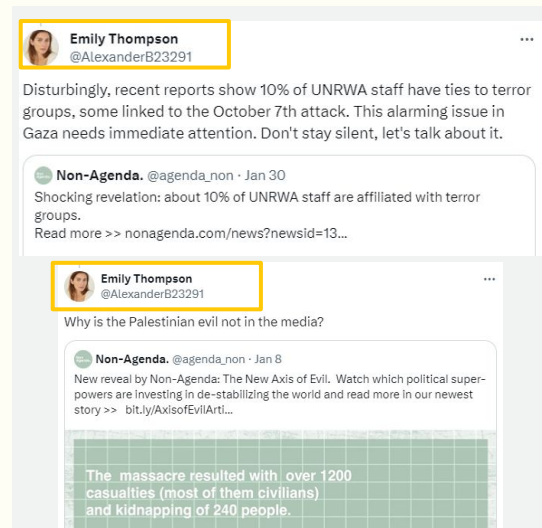 Emily Thompson
@AlexanderB23291
Disturbingly, recent reports show 10% of UNRWA staff have ties to terror
groups, some linked to the October 7th attack. This alarming issue in
Gaza needs immediate attention. Don't stay silent, let's talk about it.
Non-Agenda. @agenda_non · Jan 30
Shocking revelation: about 10% of UNRWA staff are affiliated with terror
groups.
Read more >> nonagenda.com/news?newsid=13...
Emily Thompson
@AlexanderB23291
Why is the Palestinian evil not in the media?
Non-Agenda. @agenda_non · Jan 8
New reveal by Non-Agenda: The New Axis of Evil. Watch which political super-
powers are investing in de-stabilizing the world and read more in our newest
story >> bit.ly/AxisofEvilArti...
The massacre resulted with over 1200
casualties (most of them civilians)
and kidnapping of 240 people.